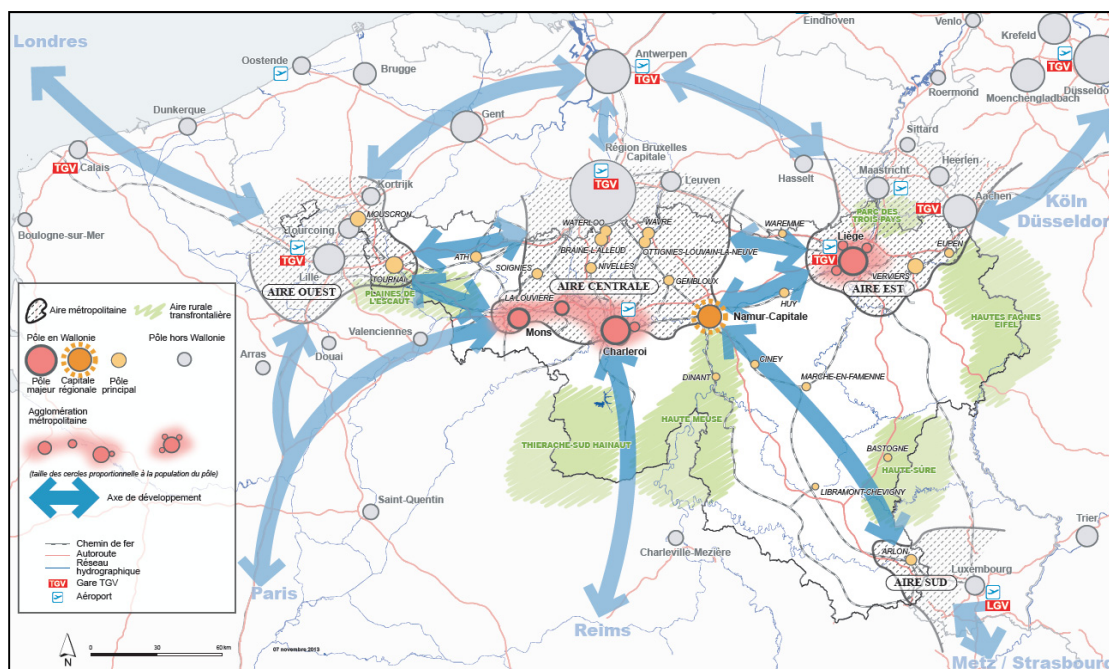 Londres
Oostende
Brugge
Dunkerque
TGV
Calais
Boulogne-sur-Mer
Gent
Antwerpen
TGV
Eindhoven
Venlo
Krefeld
TGV
Düsseldorf
Moenchengladbach
Roermond
Sittard
Heerlen
Maastricht
Hasselt
Aachen
TGV
Köln
Düsseldorf
Région Bruxelles
Capitale
TGV
Leuven
Kortrijk
MOUSCRON
Tourcoing
TGV
Lille
TOURNAI
AIRE OUEST
PLAINES DE
L'ESCAUT
ATH
SOIGNIES
WATERLOO
BRAINE-L'ALLEUD
WAVRE
OTTIGNIES-LOUVAIN-LA-NEUVE
NIVELLES
GEMBLOUX
AIRE CENTRALE
LA LOUVIERE
Mons
Charleroi
Namur-Capitale
WAREMME
HUY
PARC DES
TROIS PAYS
Liège
TGV
VERVIERS
EUPEN
AIRE EST
HAUTES FAGNES
EIFEL
Valenciennes
Douai
Arras
Saint-Quentin
THIERACHE-SUD HAINAUT
HAUTE MEUSE
DINANT
CINEY
MARCHE-EN-FAMENNE
BASTOGNE
HAUTE-SURE
LIBRAMONT-CHEVIGNY
Charleville-Mezière
Trier
ARLON
Luxembourg
AIRE SUD
LGV
Paris
Reims
Metz / Strasbourg
Aire métropolitaine
Aire rurale
transfrontalière
Pôle en Wallonie
Pôle hors Wallonie
Pôle
majeur
Capitale
régionale
Pôle
principal
Agglomération
métropolitaine
(taille des cercles proportionnelle à la population du pôle)
Axe de développement
Chemin de fer
Autoroute
Réseau
hydrographique
TGV Gare TGV
Aéroport
N
0 30 60 km
07 novembre 2013